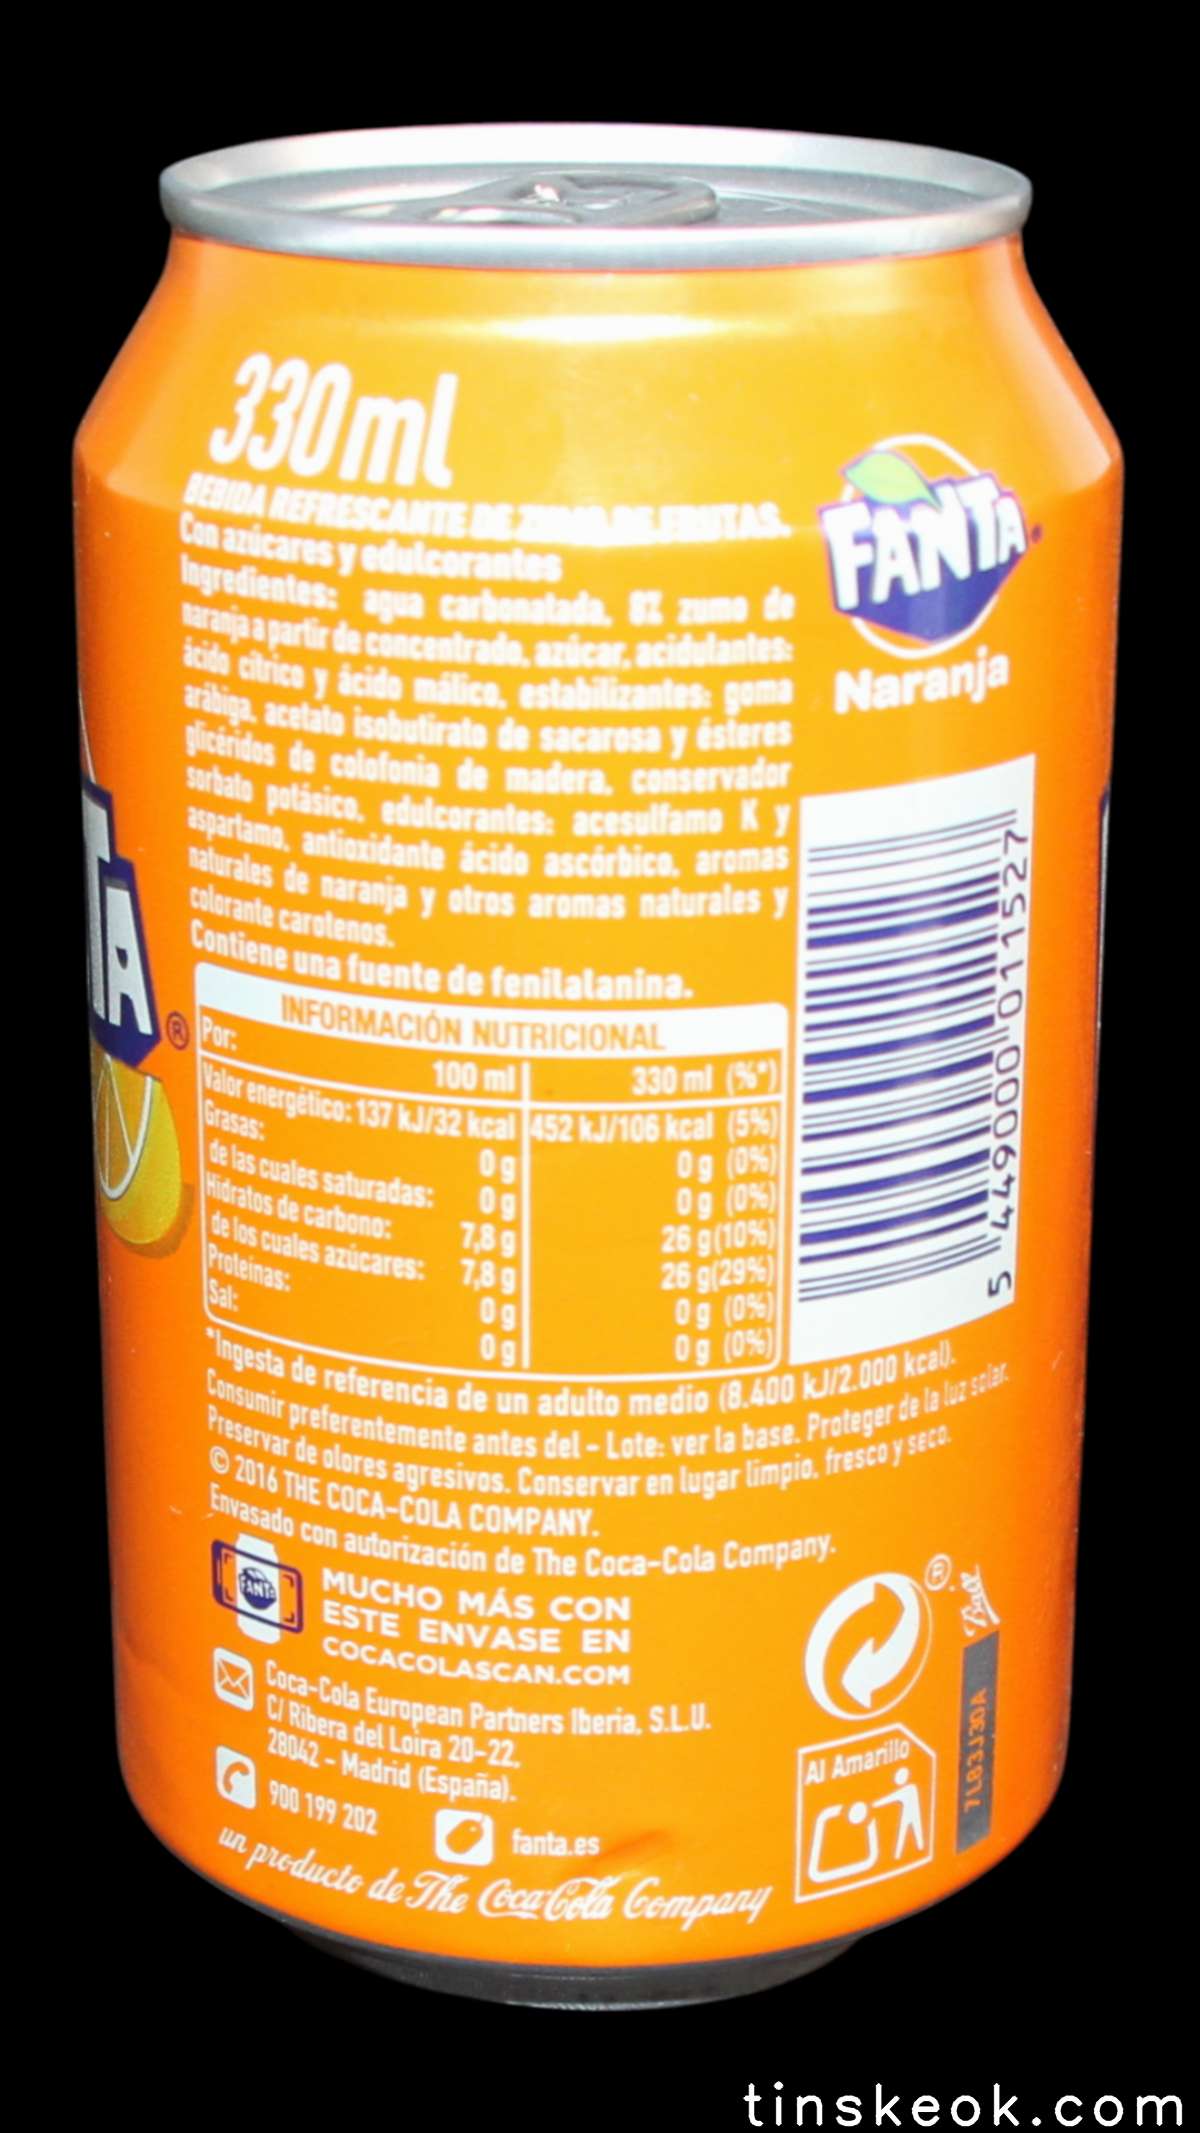 330ml
BEBIDA REFRESCANTE DE ZUMO DE FRUTAS.
Con azúcares y edulcorantes
Ingredientes: agua carbonatada, 8% zumo de
naranja a partir de concentrado, azúcar, acidulantes:
ácido cítrico y ácido málico, estabilizantes: goma
arábiga, acetato isobutirato de sacarosa y ésteres
glicéridos de colofonia de madera, conservador
sorbato potásico, edulcorantes: acesulfamo K y
aspartamo, antioxidante ácido ascórbico, aromas
naturales de naranja y otros aromas naturales y
colorante carotenos.
Contiene una fuente de fenilalanina.
INFORMACIÓN NUTRICIONAL
Por: 100 ml 330 ml (%*)
Valor energético: 137 kJ/32 kcal 452 kJ/106 kcal (5%)
Grasas: 0 g 0 g (0%)
de las cuales saturadas: 0 g 0 g (0%)
Hidratos de carbono: 7,8 g 26 g (10%)
de los cuales azúcares: 7,8 g 26 g (29%)
Proteínas: 0 g 0 g (0%)
Sal: 0 g 0 g (0%)
*Ingesta de referencia de un adulto medio (8.400 kJ/2.000 kcal).
Consumir preferentemente antes del - Lote: ver la base. Proteger de la luz solar.
Preservar de olores agresivos. Conservar en lugar limpio, fresco y seco.
© 2016 THE COCA-COLA COMPANY.
Envasado con autorización de The Coca-Cola Company.
FANTA
MUCHO MÁS CON
ESTE ENVASE EN
COCACOLASCAN.COM
Coca-Cola European Partners Iberia, S.L.U.
C/ Ribera del Loira 20-22.
28042 - Madrid (España).
900 199 202
fanta.es
un producto de The Coca-Cola Company
FANTA
Naranja
5 449000 011527
®
Ball
7L83J30A
Al Amarillo
TA®
tinskeok.com